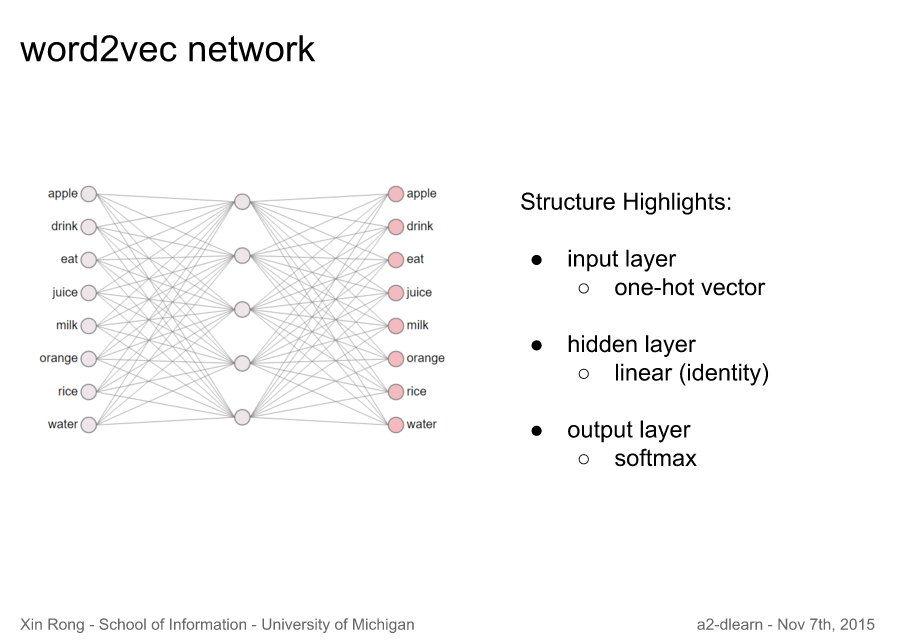 word2vec network
apple
drink
eat
juice
milk
orange
rice
water
apple
drink
eat
juice
milk
orange
rice
water
Structure Highlights:
● input layer
○ one-hot vector
● hidden layer
○ linear (identity)
● output layer
○ softmax
Xin Rong - School of Information - University of Michigan
a2-dlearn - Nov 7th, 2015